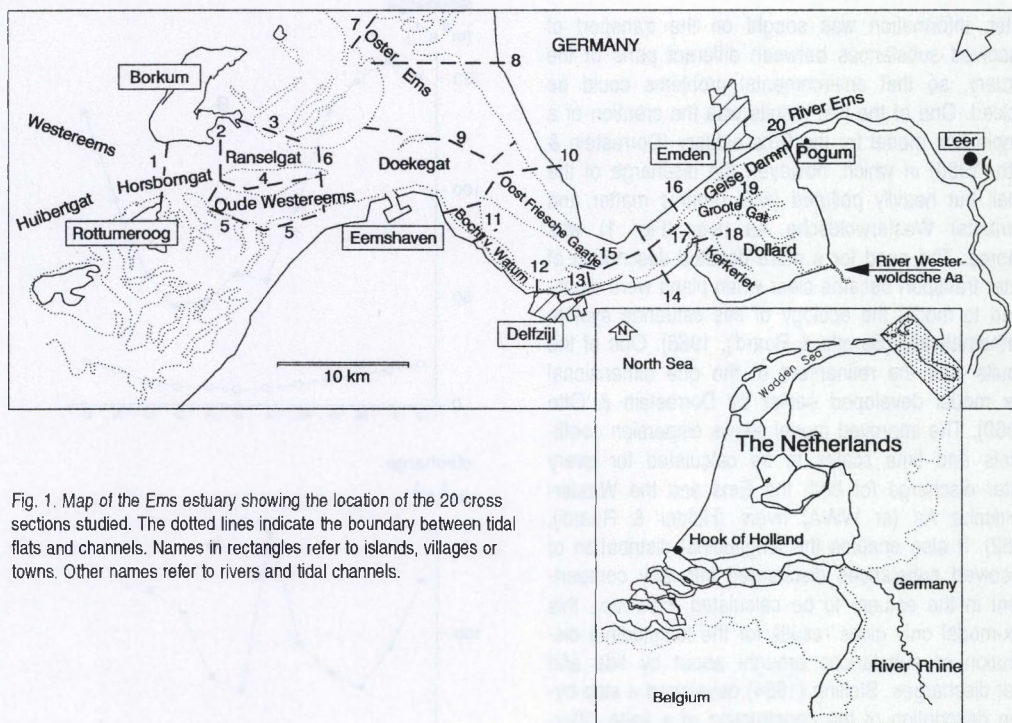 GERMANY
7
Oster Ems
8
Borkum
Westereems
2
3
9
20
River Ems
Leer
Emden
Damm
Pogum
1
Ranselgat
6
Doekegat
10
Horsborngat
4
16
Geise
19
Huibertgat
Oude Westereems
Oost Friesche Gaatje
Groote Gat
Rottumeroog
5
5
Eemshaven
Bocht v. Watum
11
15
17
18
Dollard
Kerkeriet
River Wester-
woldsche Aa
12
13
14
Delfzijl
N
10 km
North Sea
Wadden Sea
The Netherlands
Hook of Holland
Germany
River Rhine
Belgium
Fig. 1. Map of the Ems estuary showing the location of the 20 cross
sections studied. The dotted lines indicate the boundary between tidal
flats and channels. Names in rectangles refer to islands, villages or
towns. Other names refer to rivers and tidal channels.